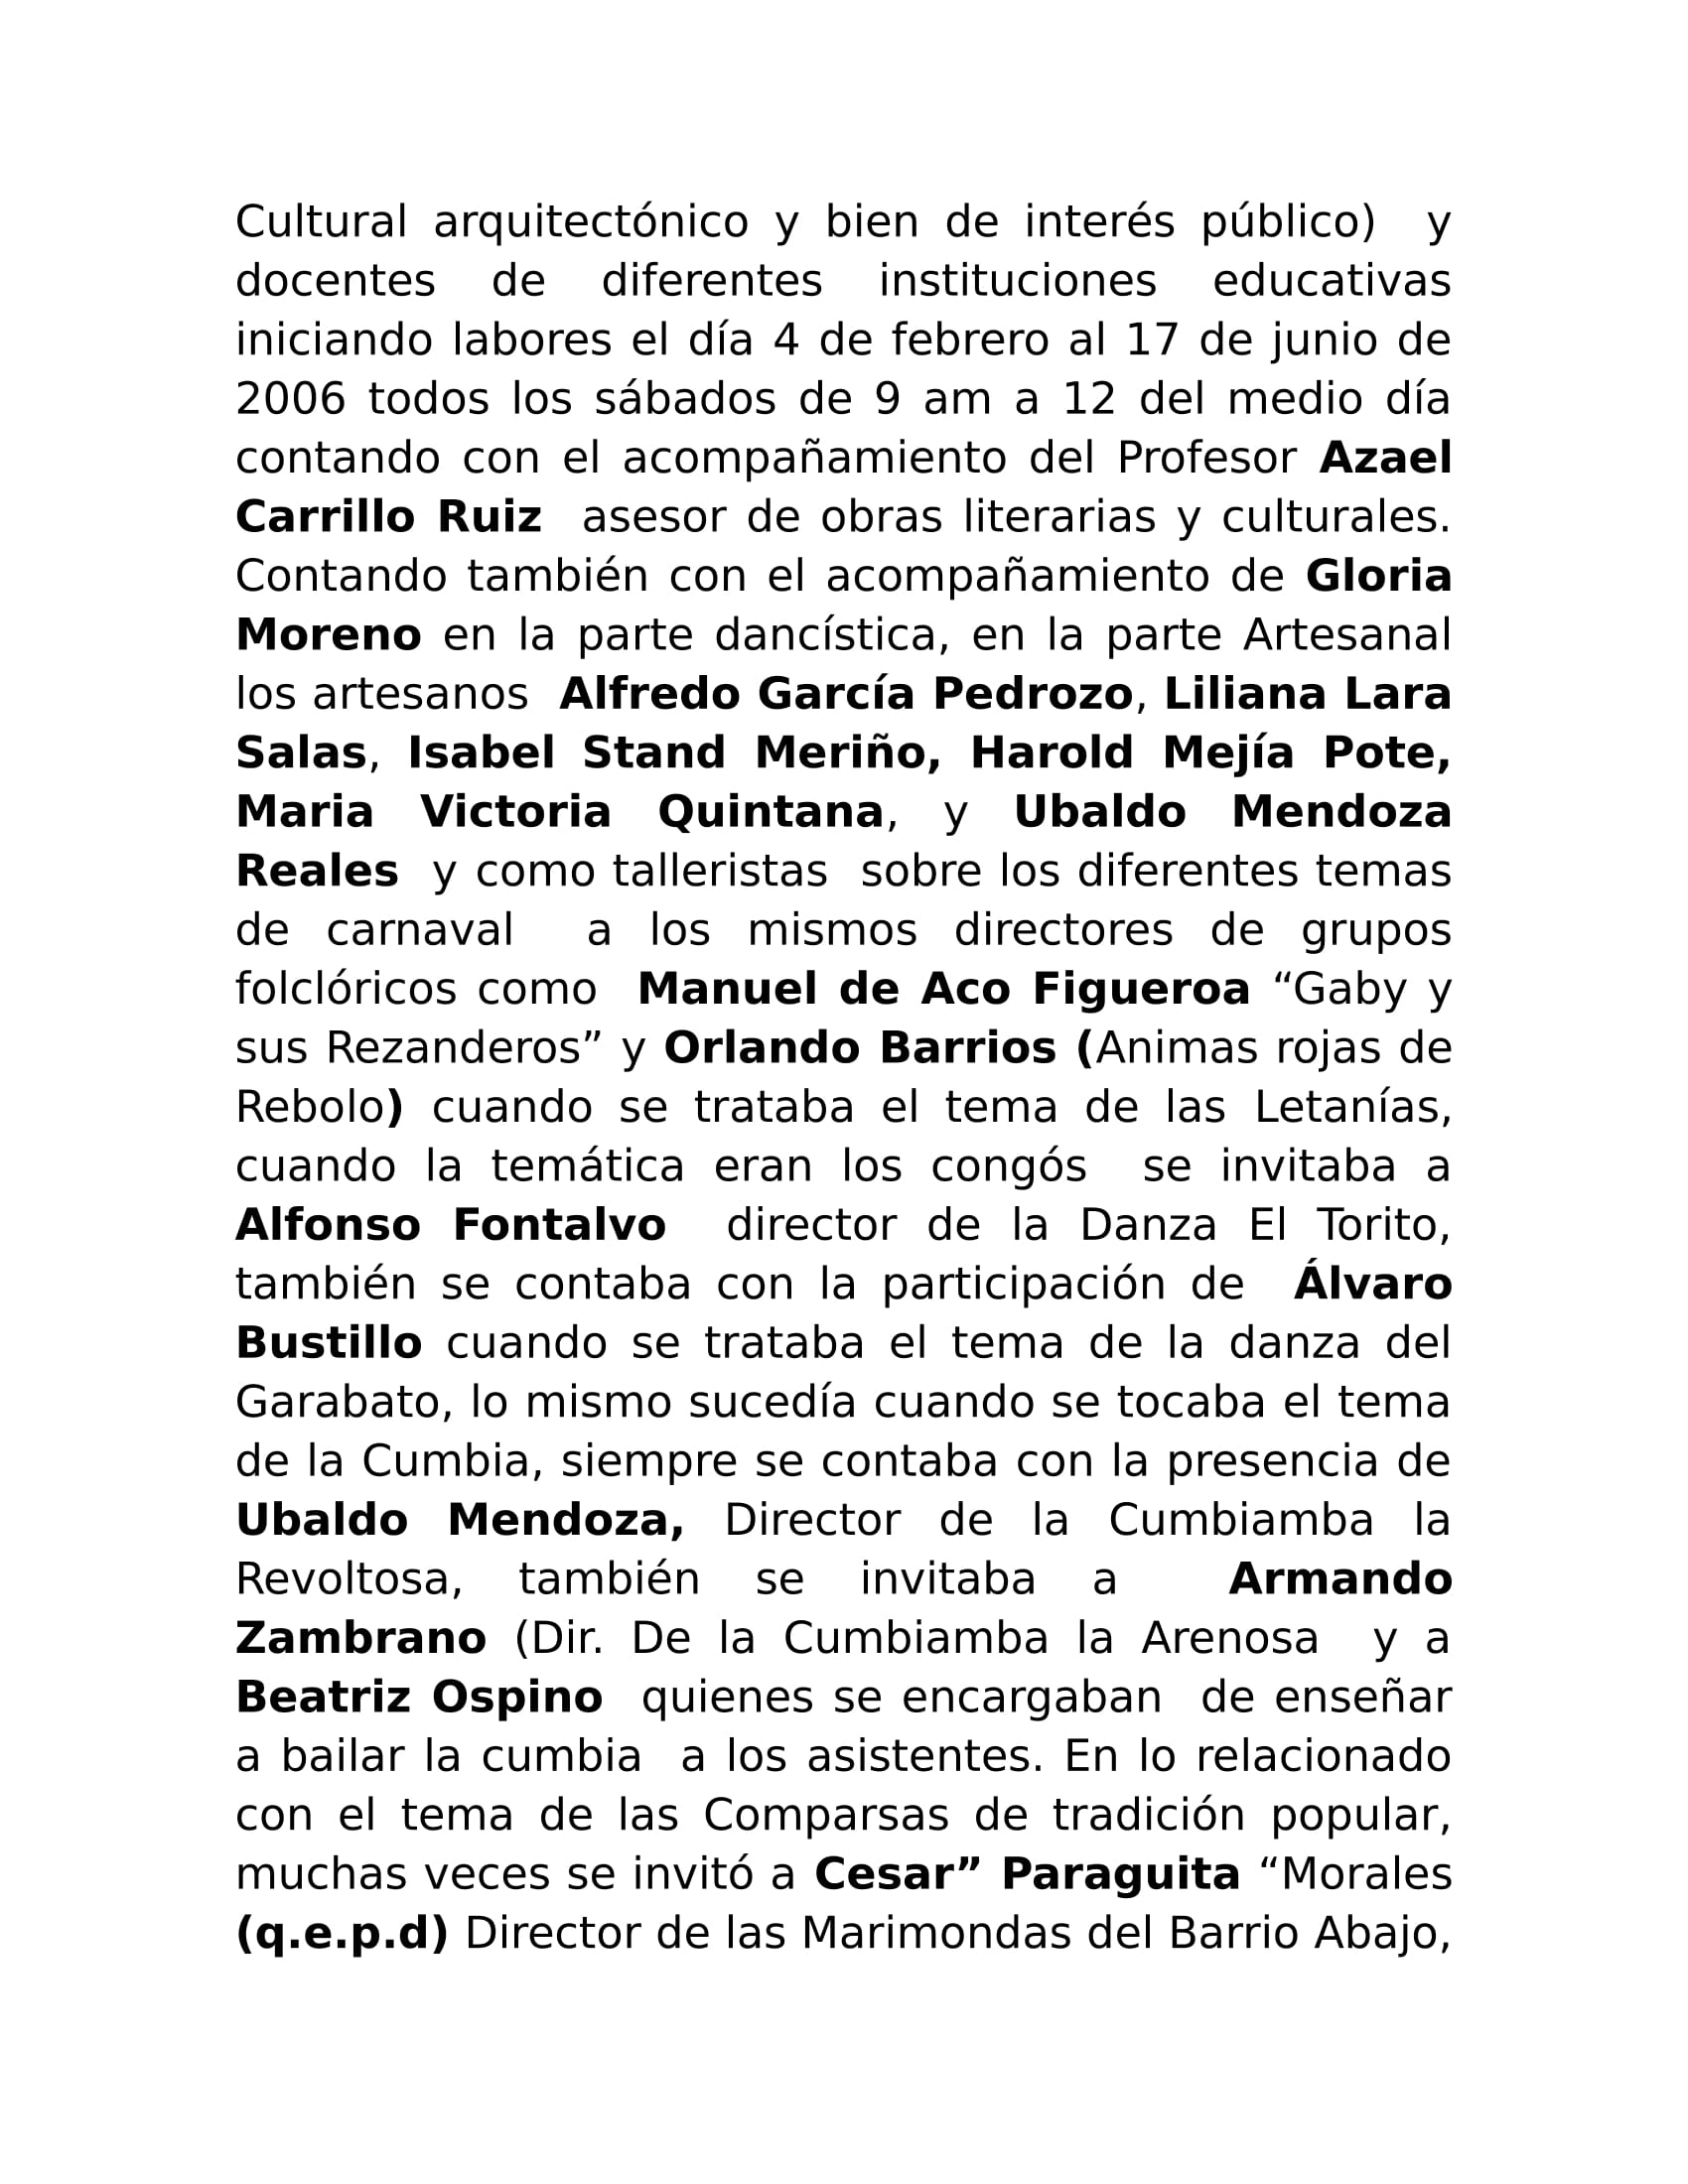 Cultural arquitectónico y bien de interés público)  y
docentes de diferentes instituciones educativas
iniciando labores el día 4 de febrero al 17 de junio de
2006 todos los sábados de 9 am a 12 del medio día
contando con el acompañamiento del Profesor Azael
Carrillo Ruiz  asesor de obras literarias y culturales.
Contando también con el acompañamiento de Gloria
Moreno en la parte dancística, en la parte Artesanal
los artesanos  Alfredo García Pedrozo, Liliana Lara
Salas, Isabel Stand Meriño, Harold Mejía Pote,
Maria Victoria Quintana, y Ubaldo Mendoza
Reales  y como talleristas  sobre los diferentes temas
de carnaval  a los mismos directores de grupos
folclóricos como  Manuel de Aco Figueroa “Gaby y
sus Rezanderos” y Orlando Barrios (Animas rojas de
Rebolo) cuando se trataba el tema de las Letanías,
cuando la temática eran los congós  se invitaba a
Alfonso Fontalvo  director de la Danza El Torito,
también se contaba con la participación de  Álvaro
Bustillo cuando se trataba el tema de la danza del
Garabato, lo mismo sucedía cuando se tocaba el tema
de la Cumbia, siempre se contaba con la presencia de
Ubaldo Mendoza, Director de la Cumbiamba la
Revoltosa, también se invitaba a  Armando
Zambrano (Dir. De la Cumbiamba la Arenosa  y a
Beatriz Ospino  quienes se encargaban  de enseñar
a bailar la cumbia  a los asistentes. En lo relacionado
con el tema de las Comparsas de tradición popular,
muchas veces se invitó a Cesar” Paraguita “Morales
(q.e.p.d) Director de las Marimondas del Barrio Abajo,